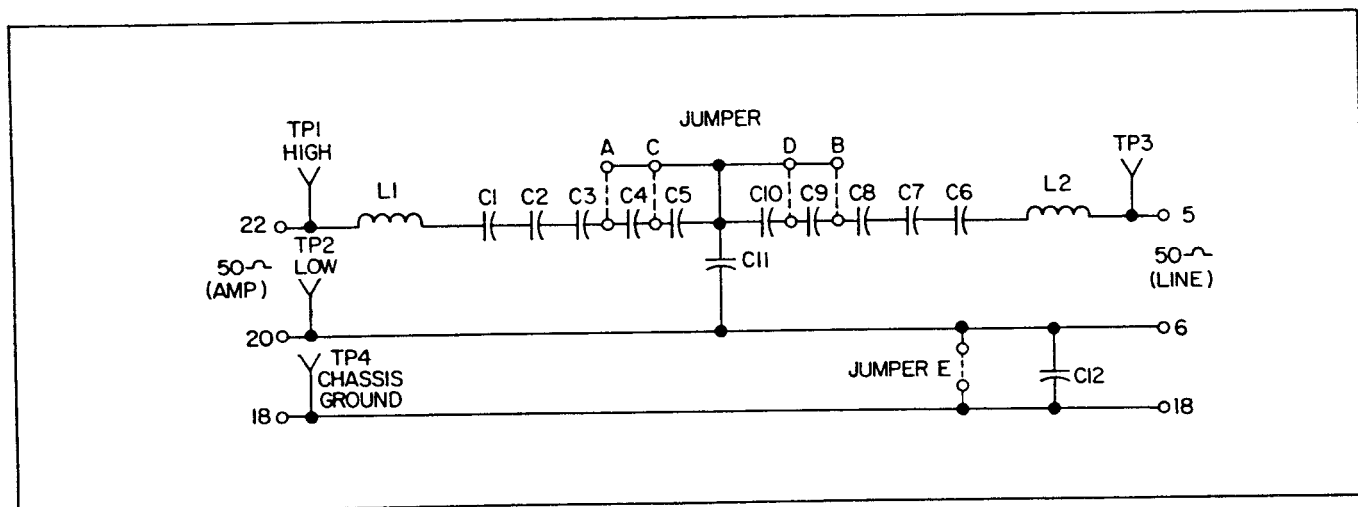 JUMPER
TP1
HIGH
A
C
D
B
TP3
L1
C1
C2
C3
C4
C5
C10
C9
C8
C7
C6
L2
22
5
TP2
LOW
C11
50
(AMP)
50
(LINE)
20
6
TP4
CHASSIS
GROUND
JUMPER E
C12
18
18